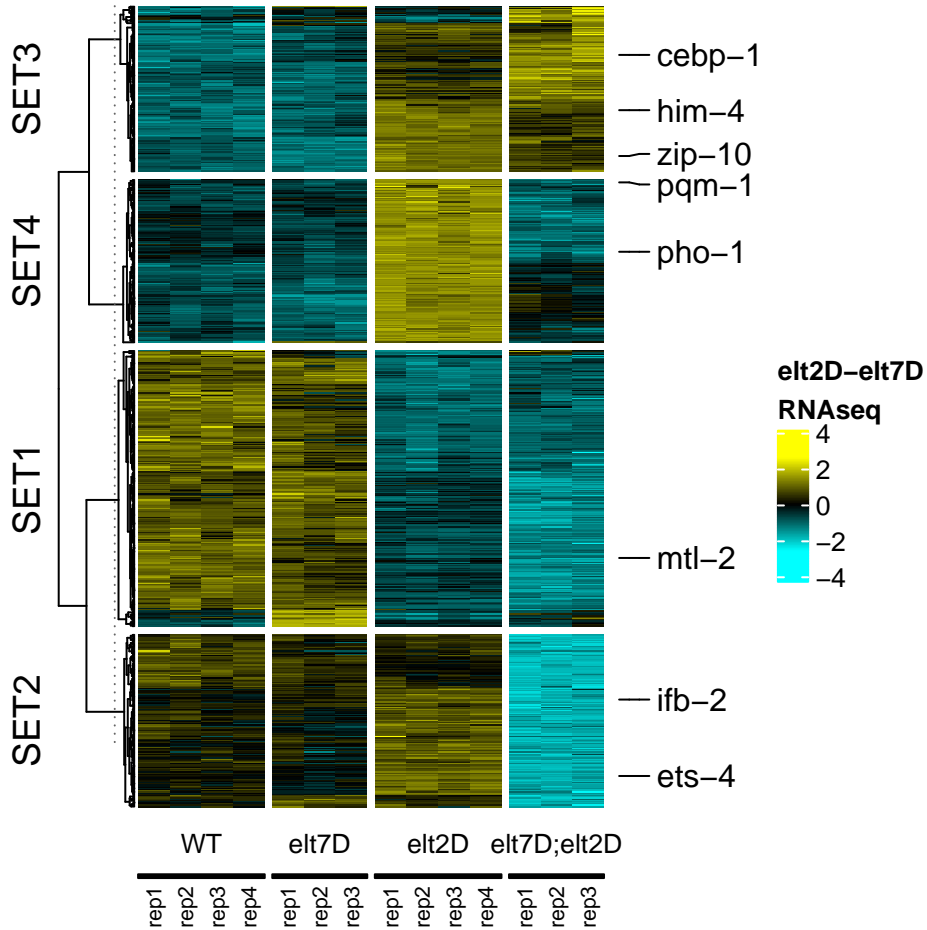 SET3
SET4
SET1
SET2
cebp−1
him−4
zip−10
pqm−1
pho−1
mtl−2
ifb−2
ets−4
elt2D−elt7D
RNAseq
4
2
0
−2
−4
WT
elt7D
elt2D
elt7D;elt2D
rep1
rep2
rep3
rep4
rep1
rep2
rep3
rep1
rep2
rep3
rep4
rep1
rep2
rep3